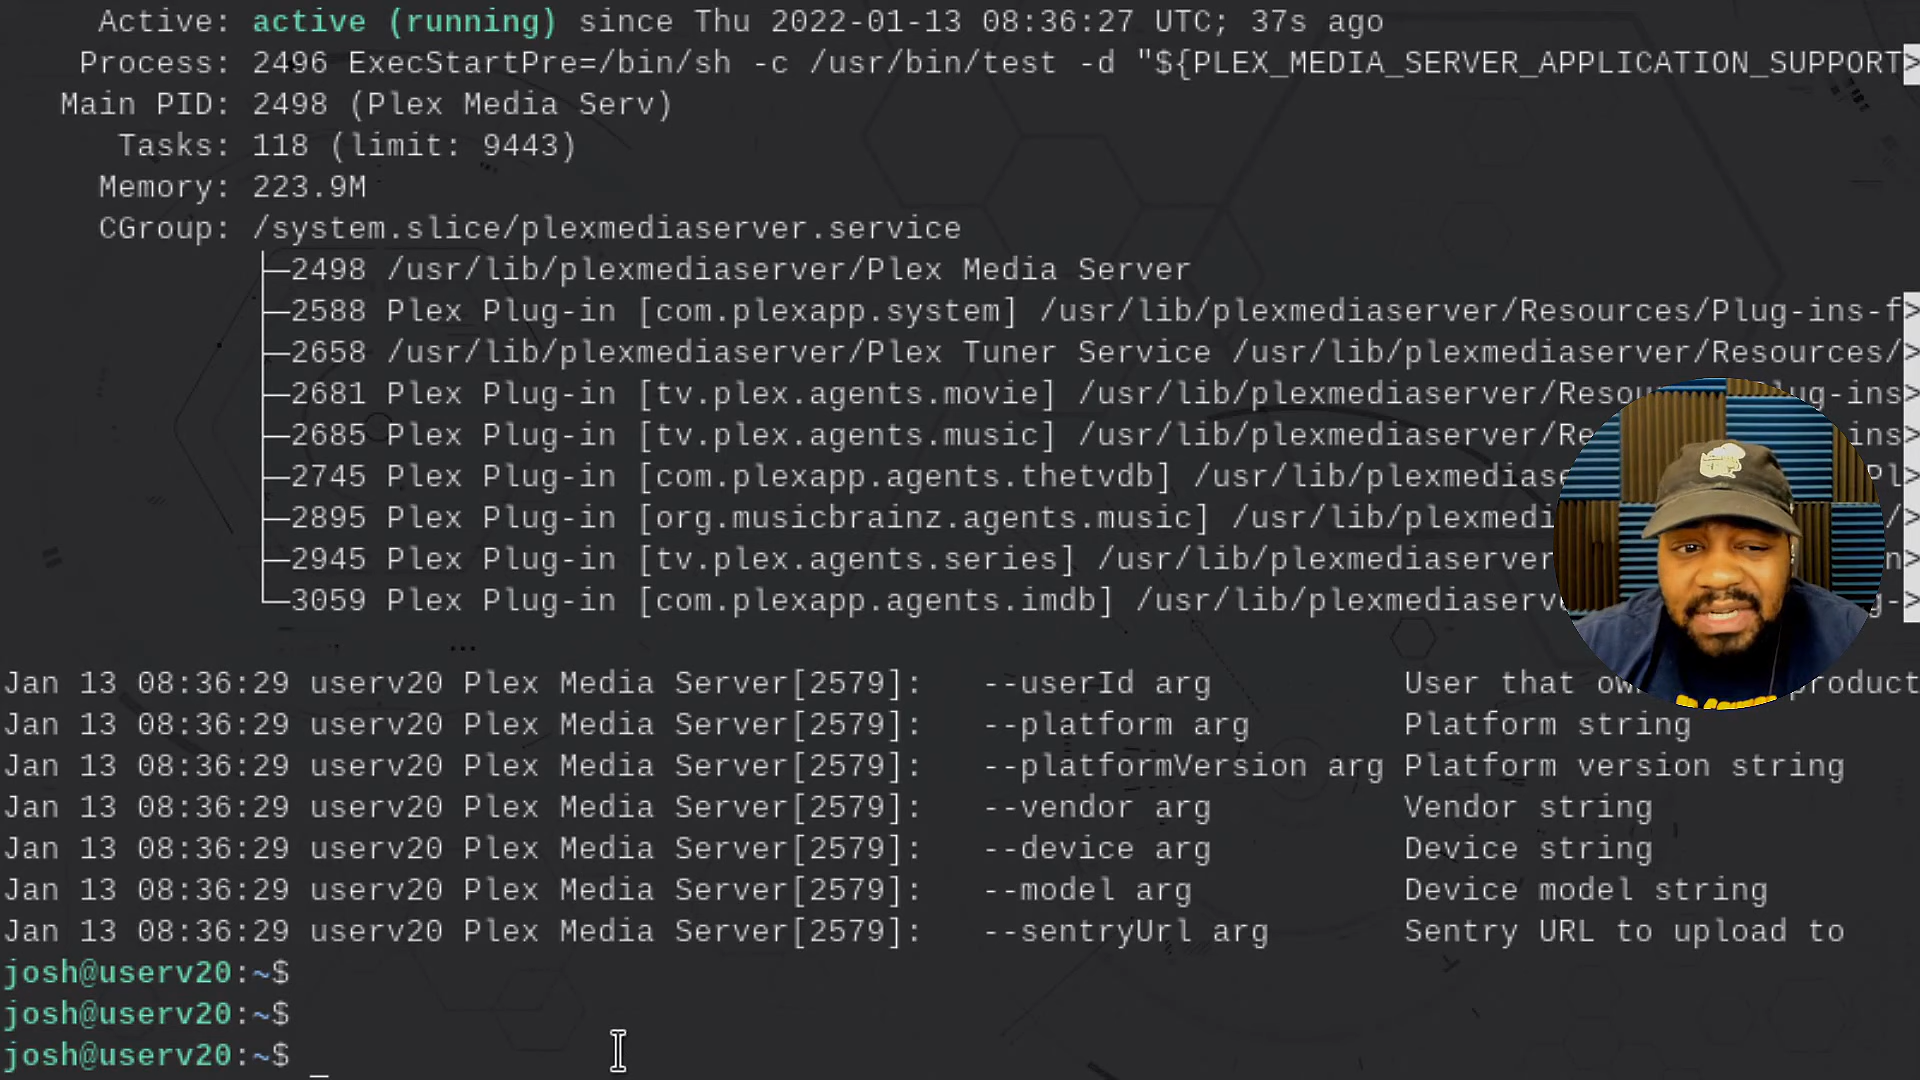 Active: active (running) since Thu 2022-01-13 08:36:27 UTC; 37s ago
Process: 2496 ExecStartPre=/bin/sh -c /usr/bin/test -d "${PLEX_MEDIA_SERVER_APPLICATION_SUPPORT>
Main PID: 2498 (Plex Media Serv)
Tasks: 118 (limit: 9443)
Memory: 223.9M
CGroup: /system.slice/plexmediaserver.service
├─2498 /usr/lib/plexmediaserver/Plex Media Server
├─2588 Plex Plug-in [com.plexapp.system] /usr/lib/plexmediaserver/Resources/Plug-ins-f>
├─2658 /usr/lib/plexmediaserver/Plex Tuner Service /usr/lib/plexmediaserver/Resources/>
├─2681 Plex Plug-in [tv.plex.agents.movie] /usr/lib/plexmediaserver/Resou ug-ins>
├─2685 Plex Plug-in [tv.plex.agents.music] /usr/lib/plexmediaserver/Re ins>
├─2745 Plex Plug-in [com.plexapp.agents.thetvdb] /usr/lib/plexmediase Pl>
├─2895 Plex Plug-in [org.musicbrainz.agents.music] /usr/lib/plexmedi />
├─2945 Plex Plug-in [tv.plex.agents.series] /usr/lib/plexmediaserver n>
└─3059 Plex Plug-in [com.plexapp.agents.imdb] /usr/lib/plexmediaserv g->
Jan 13 08:36:29 userv20 Plex Media Server[2579]: --userId arg User that ow product
Jan 13 08:36:29 userv20 Plex Media Server[2579]: --platform arg Platform string
Jan 13 08:36:29 userv20 Plex Media Server[2579]: --platformVersion arg Platform version string
Jan 13 08:36:29 userv20 Plex Media Server[2579]: --vendor arg Vendor string
Jan 13 08:36:29 userv20 Plex Media Server[2579]: --device arg Device string
Jan 13 08:36:29 userv20 Plex Media Server[2579]: --model arg Device model string
Jan 13 08:36:29 userv20 Plex Media Server[2579]: --sentryUrl arg Sentry URL to upload to
josh@userv20:~$
josh@userv20:~$
josh@userv20:~$ _